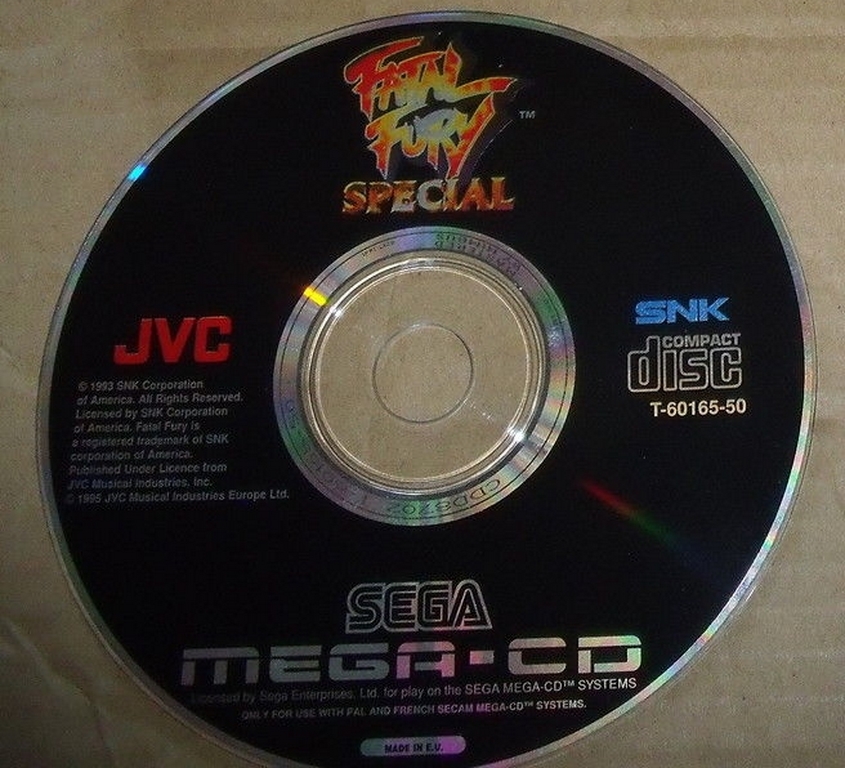 FATAL
FURY
™
SPECIAL
JVC
© 1993 SNK Corporation
of America. All Rights Reserved.
Licensed by SNK Corporation
of America. Fatal Fury is
a registered trademark of SNK
corporation of America.
Published Under Licence from
JVC Musical Industries, Inc.
© 1995 JVC Musical Industries Europe Ltd.
SNK
COMPACT
disc
T-60165-50
SEGA
MEGA-CD
Licensed by Sega Enterprises, Ltd. for play on the SEGA MEGA-CD™ SYSTEMS
ONLY FOR USE WITH PAL AND FRENCH SECAM MEGA-CD™ SYSTEMS.
MADE IN E.U.